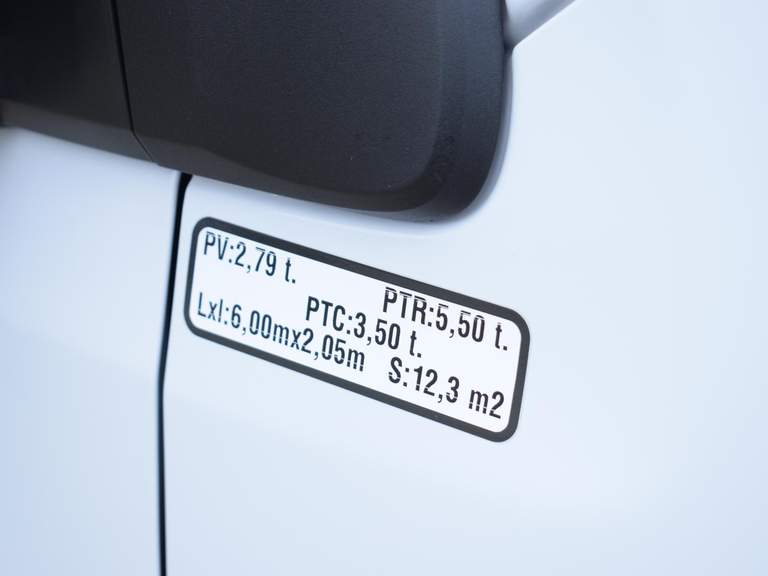 PV:2,79 t. PTR:5,50 t.
PTC:3,50 t.
Lxl:6,00mx2,05m S:12,3 m2